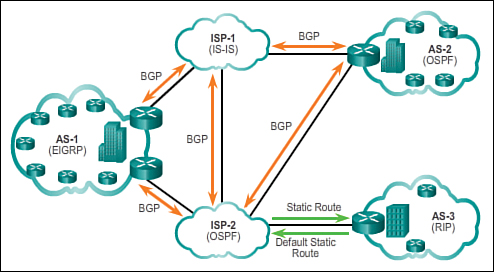 ISP-1
(IS-IS)
BGP
AS-2
(OSPF)
BGP
AS-1
(EIGRP)
BGP
BGP
BGP
ISP-2
(OSPF)
Static Route
Default Static
Route
AS-3
(RIP)